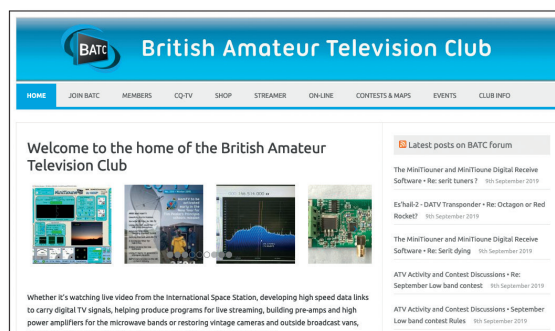 BATC
British Amateur Television Club
HOME
JOIN BATC
MEMBERS
CQ-TV
SHOP
STREAMER
ON-LINE
CONTESTS & MAPS
EVENTS
CLUB INFO
Welcome to the home of the British Amateur
Television Club
Whether it's watching live video from the International Space Station, developing high speed data links
to carry digital TV signals, helping produce programs for live streaming, building pre-amps and high
power amplifiers for the microwave bands or restoring vintage cameras and outside broadcast vans,
Latest posts on BATC forum
The MiniTiouner and MiniTioune Digital Receive
Software • Re: serit tuners ? 9th September 2019
Es'hail-2 - DATV Transponder • Re: Octagon or Red
Rocket? 9th September 2019
The MiniTiouner and MiniTioune Digital Receive
Software • Re: Serit dying 9th September 2019
ATV Activity and Contest Discussions • Re:
September Low band contest 9th September 2019
ATV Activity and Contest Discussions • September
Low band contest Rules 9th September 2019